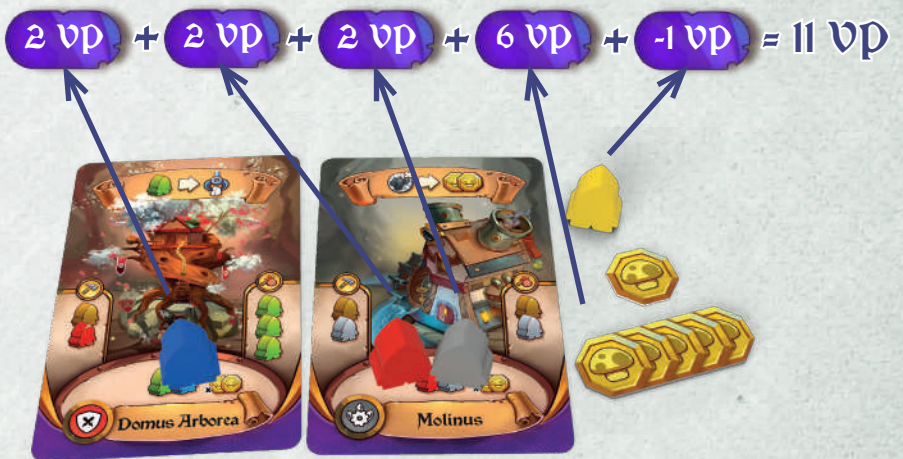 2 VP + 2 VP + 2 VP + 6 VP + -1 VP = 11 VP
Domus Arborea
Molinus